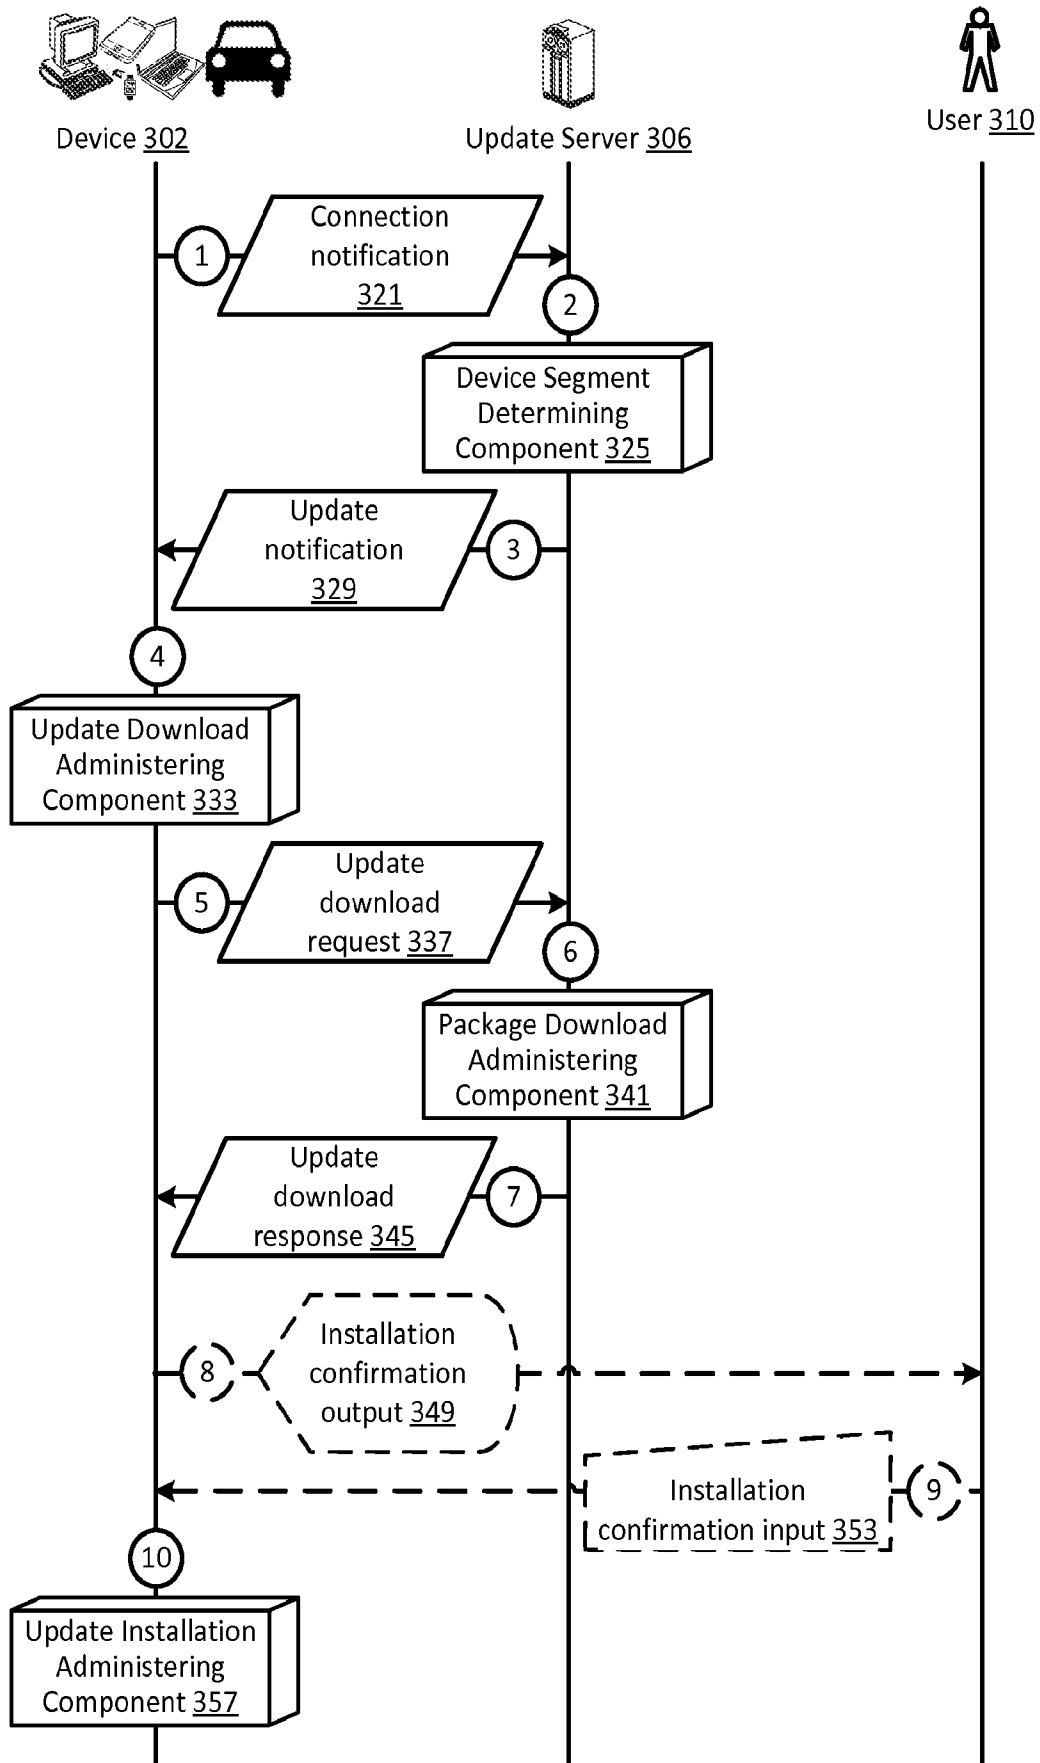 Device 302
Update Server 306
User 310
1
Connection
notification
321
2
Device Segment
Determining
Component 325
Update
notification
329
3
4
Update Download
Administering
Component 333
5
Update
download
request 337
6
Package Download
Administering
Component 341
Update
download
response 345
7
8
Installation
confirmation
output 349
Installation
confirmation input 353
9
10
Update Installation
Administering
Component 357